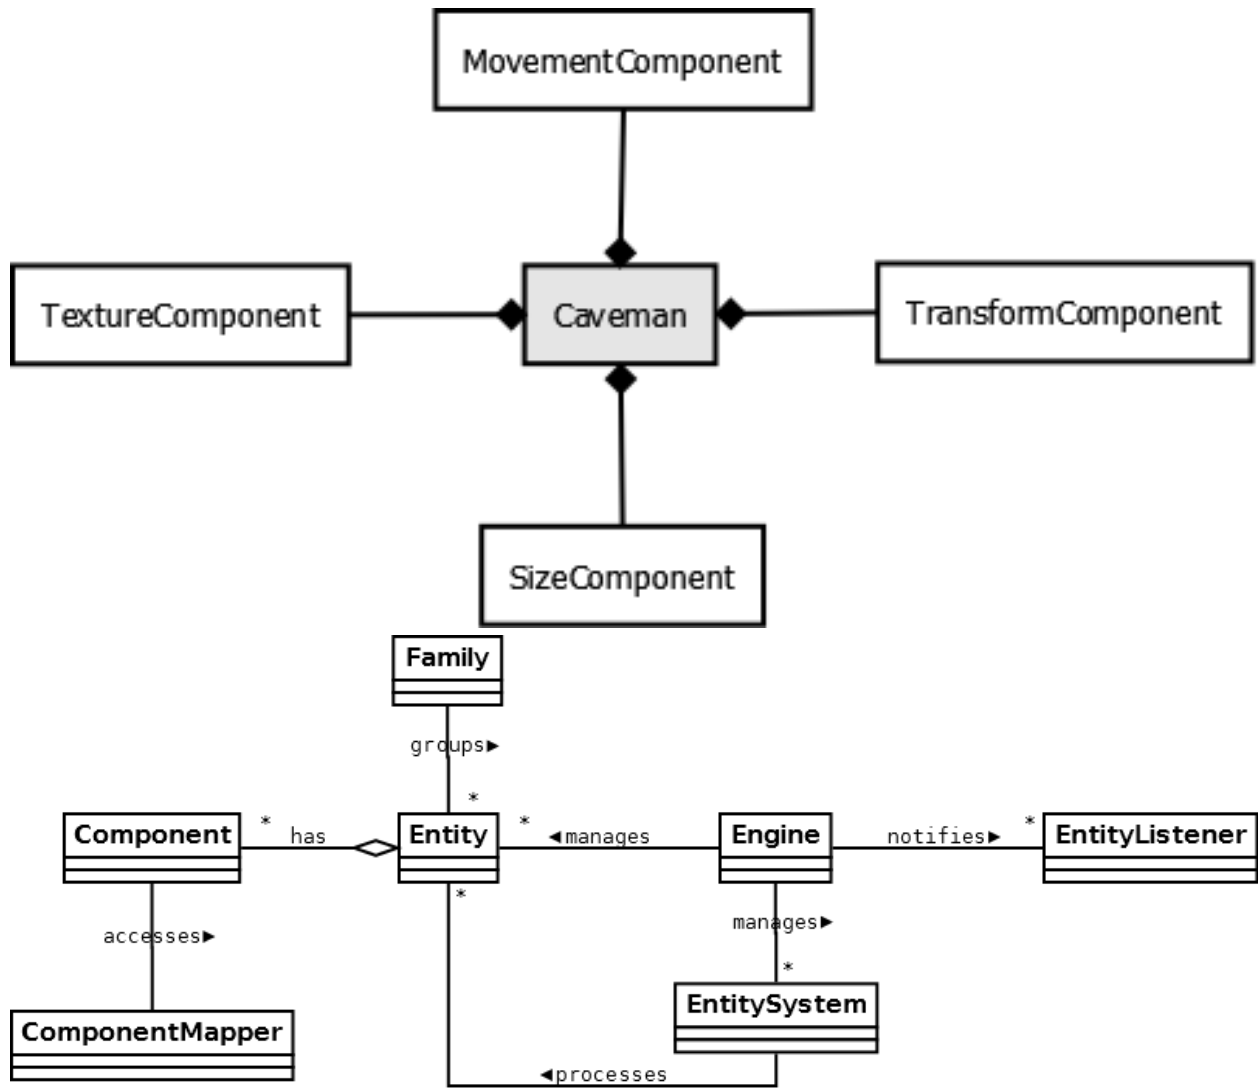 MovementComponent
TextureComponent
Caveman
TransformComponent
SizeComponent
Family
groups►
*
Component
*
has
Entity
*
◄manages
Engine
notifies►
*
EntityListener
*
accesses►
manages►
*
ComponentMapper
EntitySystem
◄processes